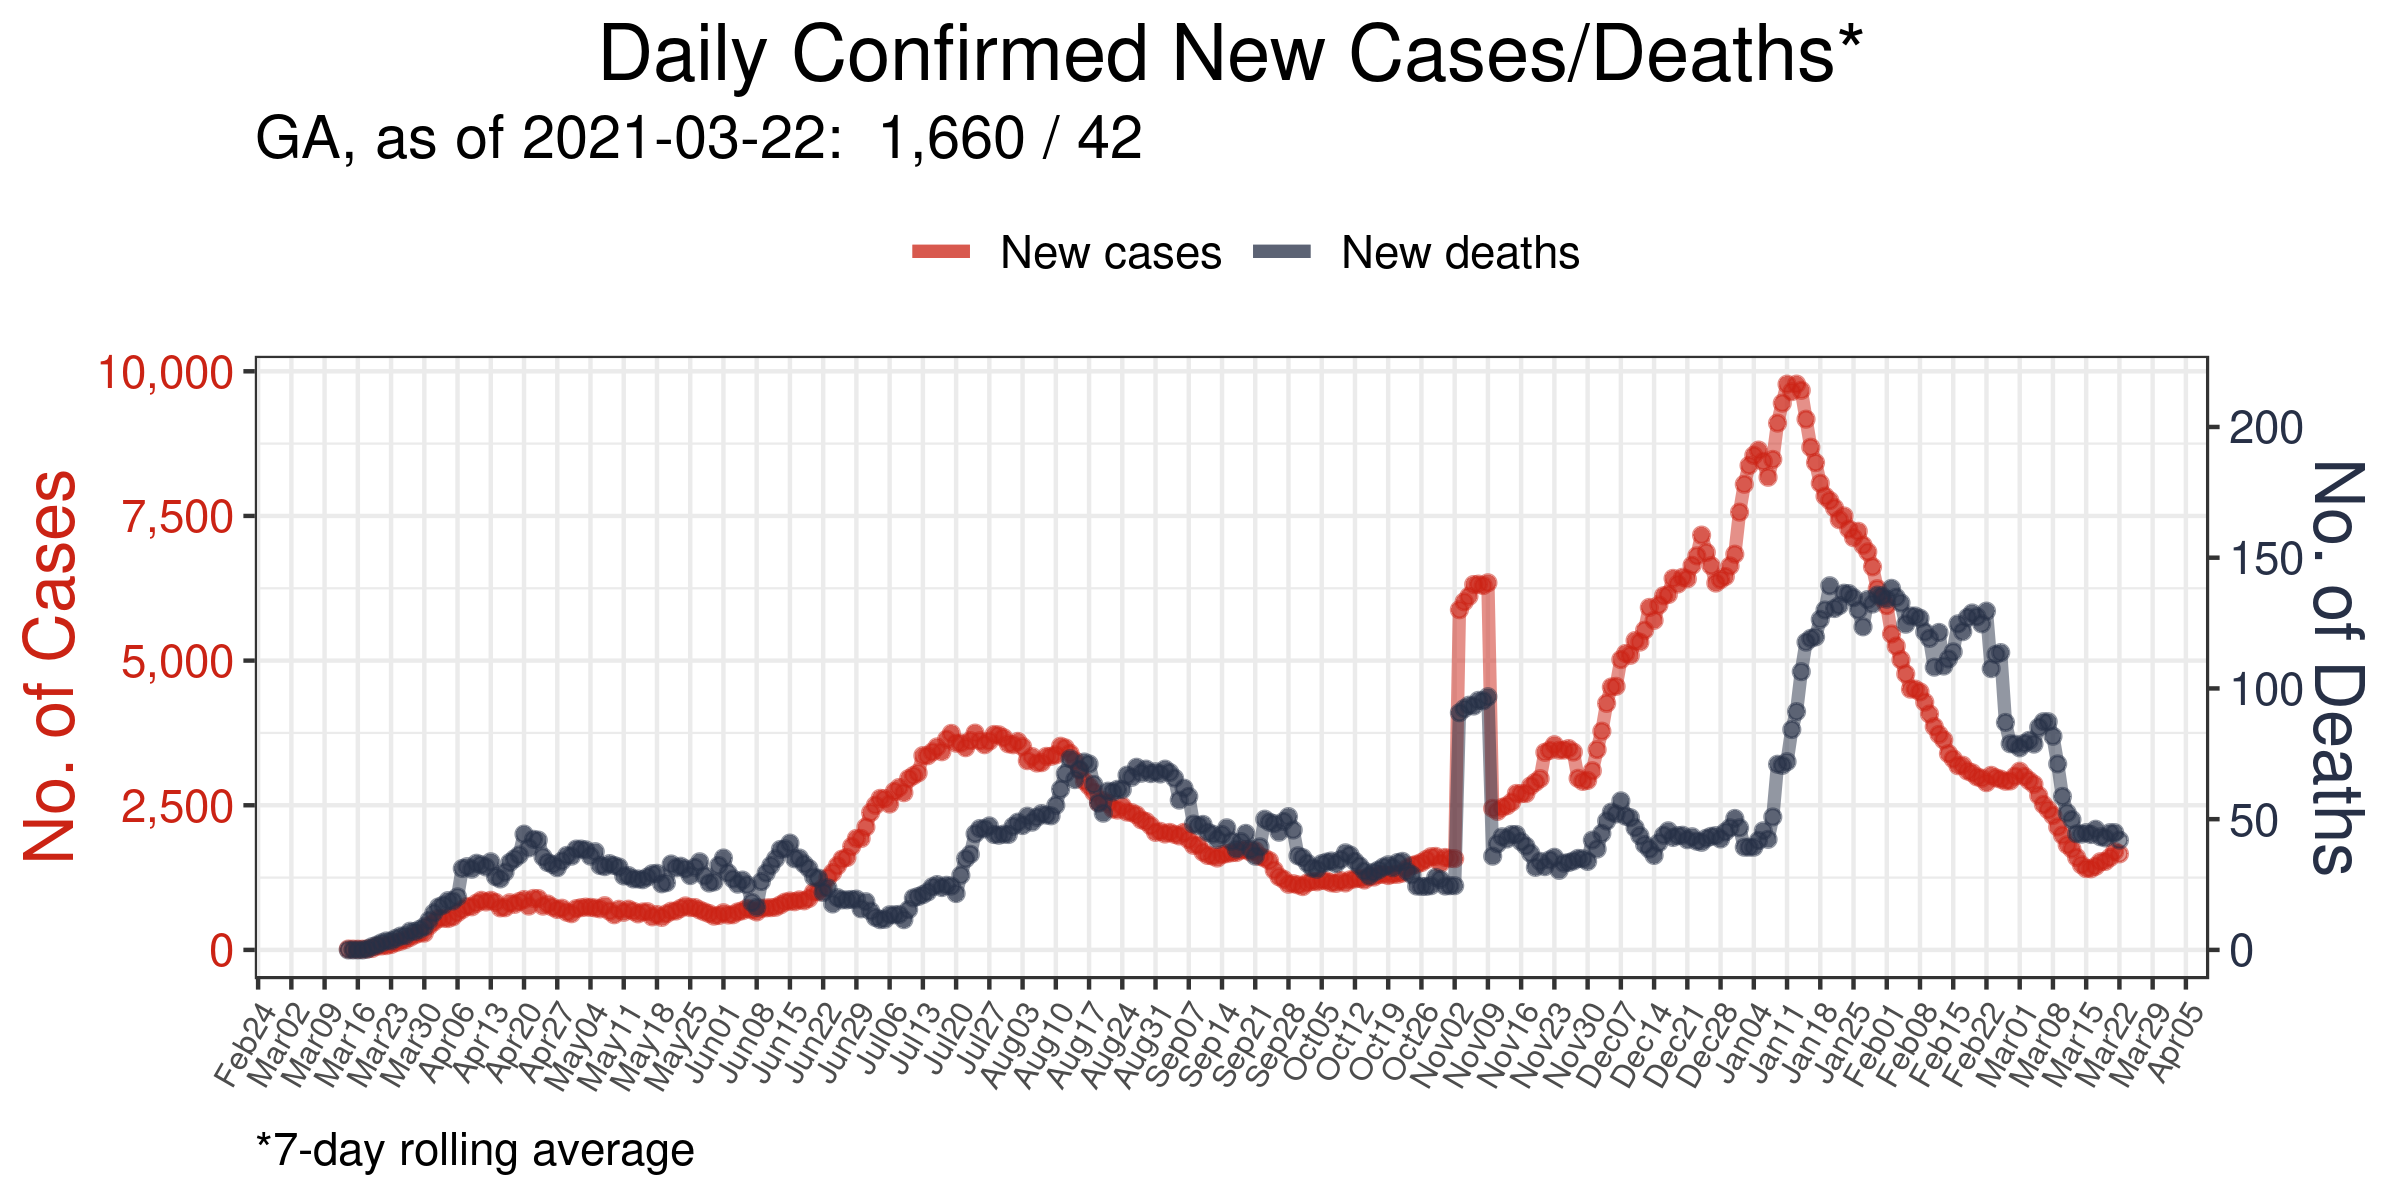 Daily Confirmed New Cases/Deaths*
GA, as of 2021-03-22:  1,660 / 42
New cases
New deaths
No. of Cases
10,000
7,500
5,000
2,500
0
200
150
100
50
0
No. of Deaths
Feb24
Mar02
Mar09
Mar16
Mar23
Mar30
Apr06
Apr13
Apr20
Apr27
May04
May11
May18
May25
Jun01
Jun08
Jun15
Jun22
Jun29
Jul06
Jul13
Jul20
Jul27
Aug03
Aug10
Aug17
Aug24
Aug31
Sep07
Sep14
Sep21
Sep28
Oct05
Oct12
Oct19
Oct26
Nov02
Nov09
Nov16
Nov23
Nov30
Dec07
Dec14
Dec21
Dec28
Jan04
Jan11
Jan18
Jan25
Feb01
Feb08
Feb15
Feb22
Mar01
Mar08
Mar15
Mar22
Mar29
Apr05
*7-day rolling average